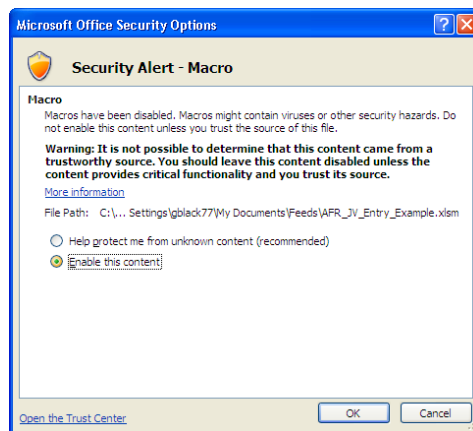 Microsoft Office Security Options
Security Alert - Macro
Macro
Macros have been disabled. Macros might contain viruses or other security hazards. Do
not enable this content unless you trust the source of this file.
Warning: It is not possible to determine that this content came from a
trustworthy source. You should leave this content disabled unless the
content provides critical functionality and you trust its source.
More information
File Path: C:\... Settings\gblack77\My Documents\Feeds\AFR_JV_Entry_Example.xlsm
Help protect me from unknown content (recommended)
Enable this content
Open the Trust Center
OK
Cancel